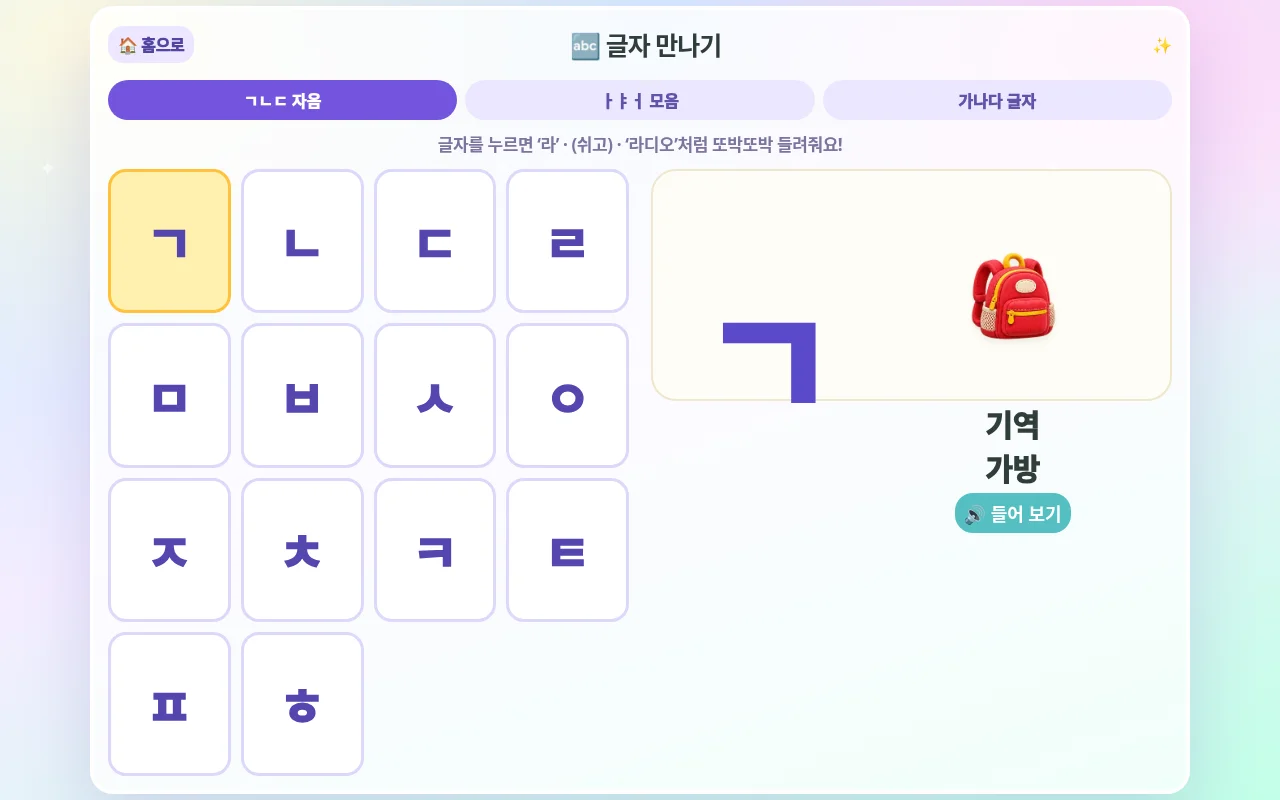 🏠 홈으로
🔤 글자 만나기
✨
ㄱㄴㄷ 자음
ㅏㅑㅓ 모음
가나다 글자
글자를 누르면 ‘라’ · (쉬고) · ‘라디오’처럼 또박또박 들려줘요!
ㄱ ㄴ ㄷ ㄹ
ㅁ ㅂ ㅅ ㅇ
ㅈ ㅊ ㅋ ㅌ
ㅍ ㅎ
ㄱ
기역
가방
🔊 들어 보기